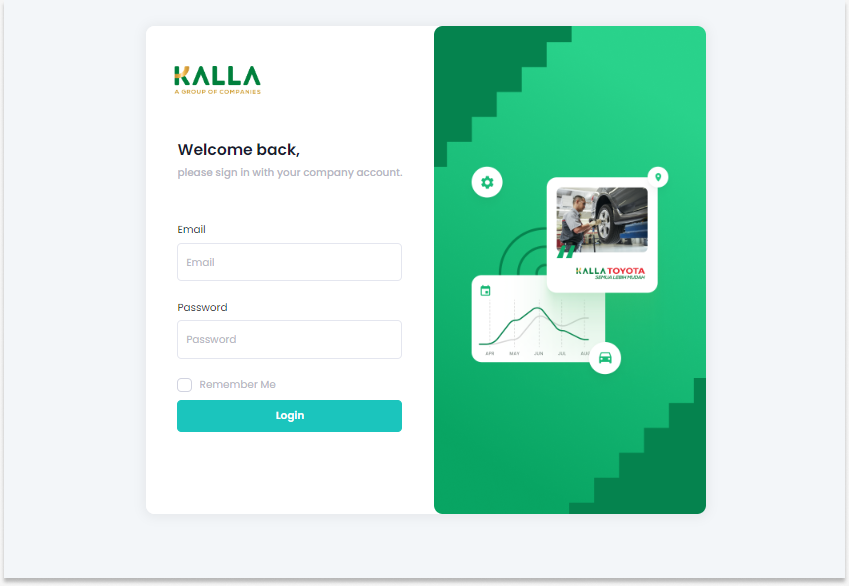 KALLA
A GROUP OF COMPANIES
Welcome back,
please sign in with your company account.
Email
Email
Password
Password
Remember Me
Login
KALLA TOYOTA
SEMUA LEBIH MUDAH
APR MAY JUN JUL AUG